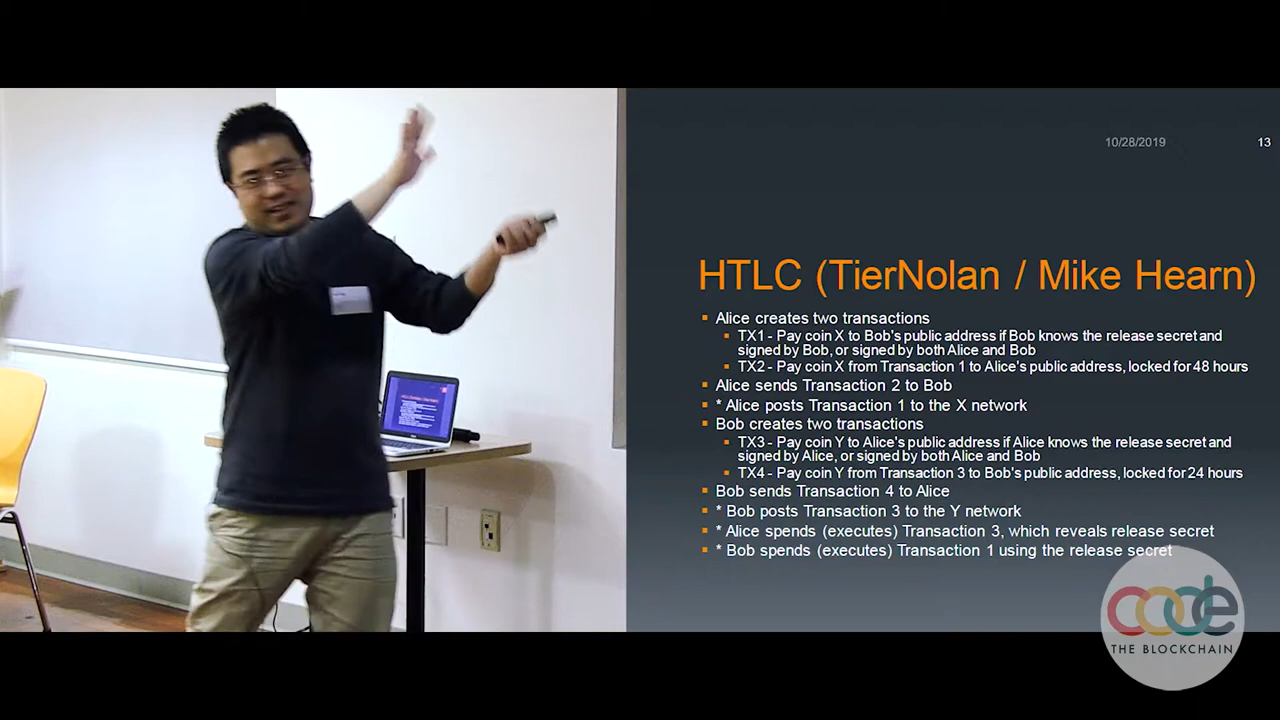 10/28/2019 13
HTLC (TierNolan / Mike Hearn)
Alice creates two transactions
TX1 - Pay coin X to Bob's public address if Bob knows the release secret and
signed by Bob, or signed by both Alice and Bob
TX2 - Pay coin X from Transaction 1 to Alice's public address, locked for 48 hours
Alice sends Transaction 2 to Bob
* Alice posts Transaction 1 to the X network
Bob creates two transactions
TX3 - Pay coin Y to Alice's public address if Alice knows the release secret and
signed by Alice, or signed by both Alice and Bob
TX4 - Pay coin Y from Transaction 3 to Bob's public address, locked for 24 hours
Bob sends Transaction 4 to Alice
* Bob posts Transaction 3 to the Y network
* Alice spends (executes) Transaction 3, which reveals release secret
* Bob spends (executes) Transaction 1 using the release secret
code
THE BLOCKCHAIN